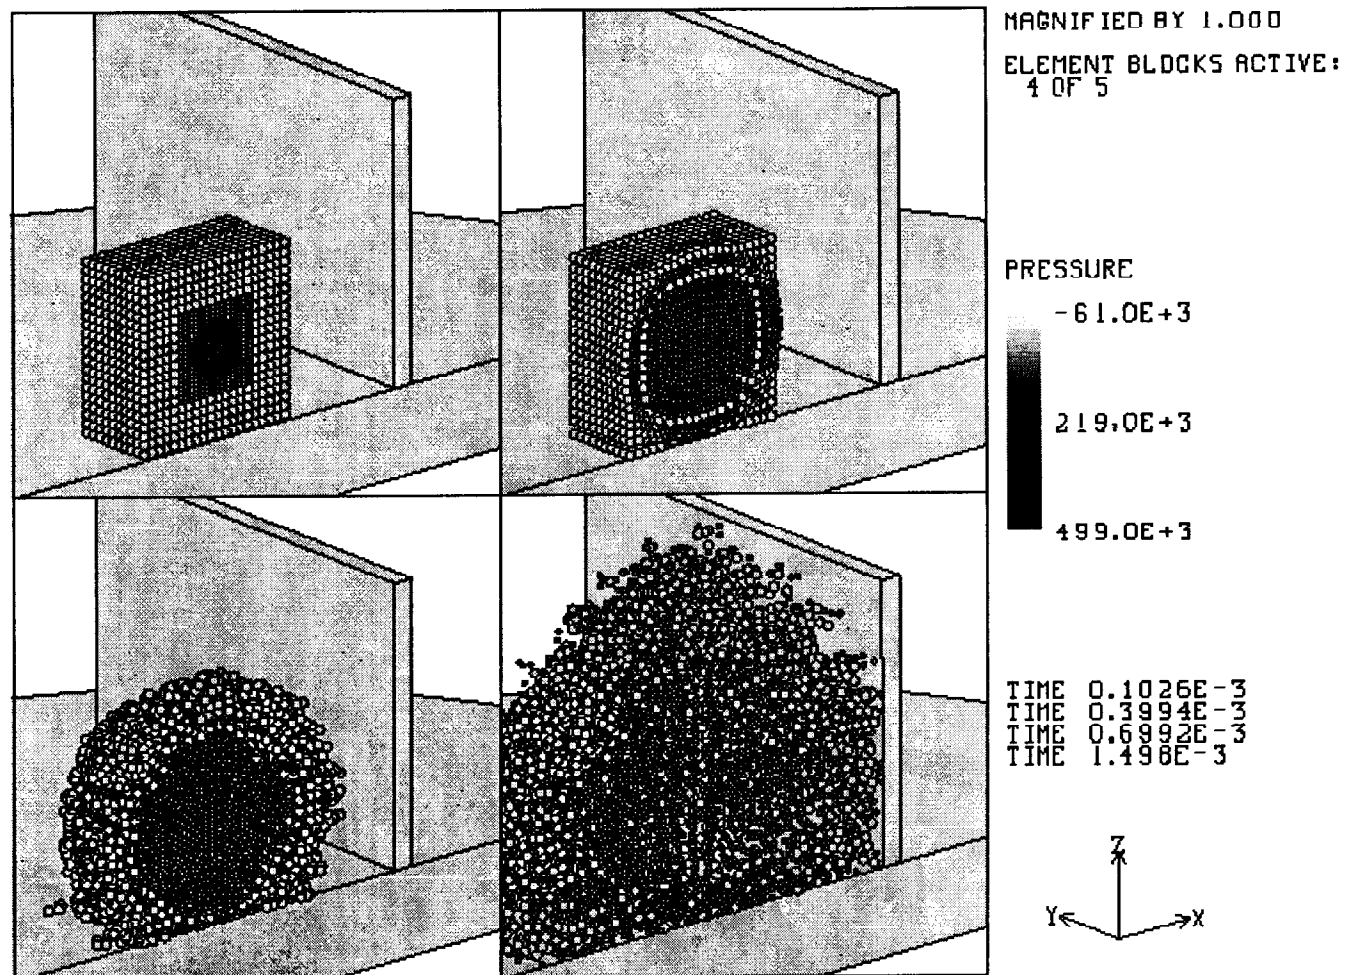 MAGNIFIED BY 1.000
ELEMENT BLOCKS ACTIVE:
4 OF 5
PRESSURE
-61.0E+3
219.0E+3
499.0E+3
TIME 0.1026E-3
TIME 0.3994E-3
TIME 0.6992E-3
TIME 1.498E-3
Z
Y
X